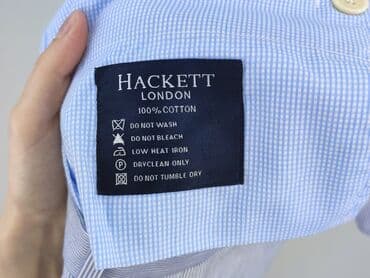 HACKETT
LONDON
100% COTTON
DO NOT WASH
DO NOT BLEACH
LOW HEAT IRON
P DRYCLEAN ONLY
DO NOT TUMBLE DRY